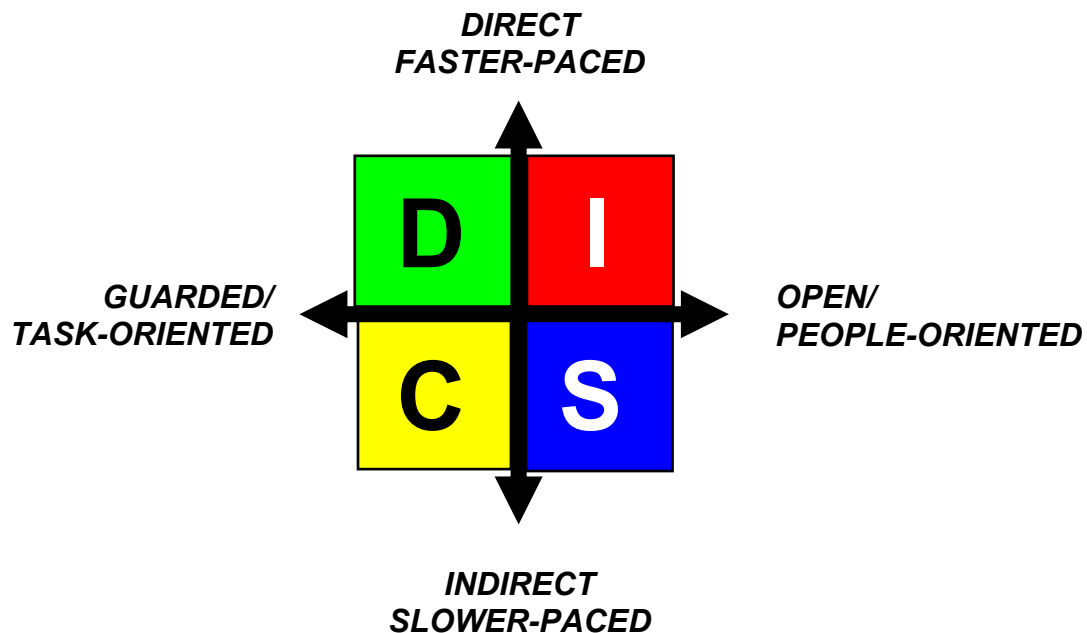 DIRECT
FASTER-PACED
D I
GUARDED/
TASK-ORIENTED
OPEN/
PEOPLE-ORIENTED
C S
INDIRECT
SLOWER-PACED